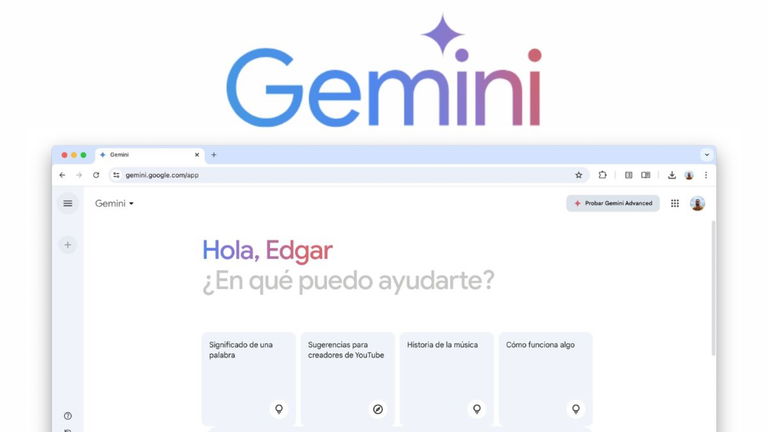 Gemini
Gemini
gemini.google.com/app
Gemini
Probar Gemini Advanced
Hola, Edgar
¿En qué puedo ayudarte?
Significado de una
palabra
Sugerencias para
creadores de YouTube
Historia de la música
Cómo funciona algo